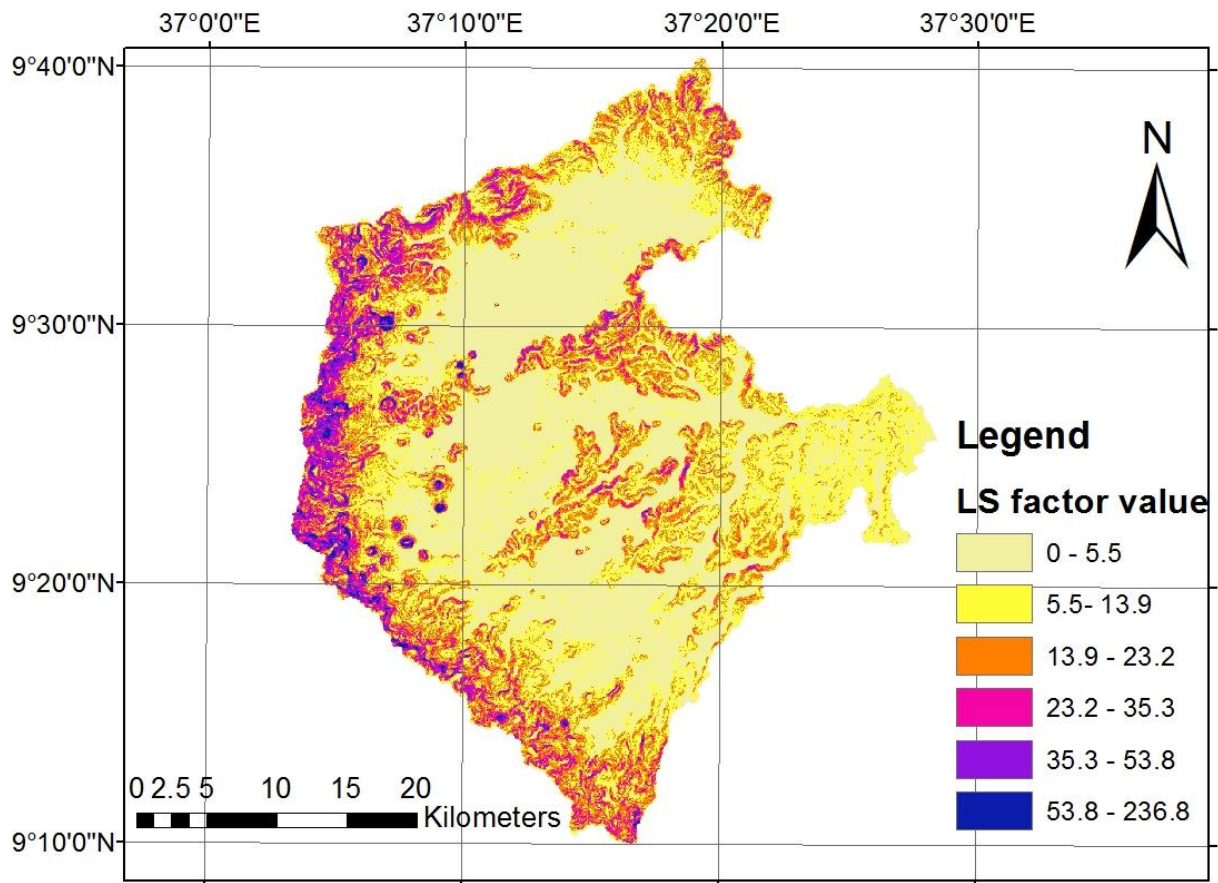 37°0'0"E 37°10'0"E 37°20'0"E 37°30'0"E
9°40'0"N
N
9°30'0"N
Legend
LS factor value
0 - 5.5
9°20'0"N
5.5- 13.9
13.9 - 23.2
23.2 - 35.3
35.3 - 53.8
0 2.5 5 10 15 20
Kilometers
53.8 - 236.8
9°10'0"N